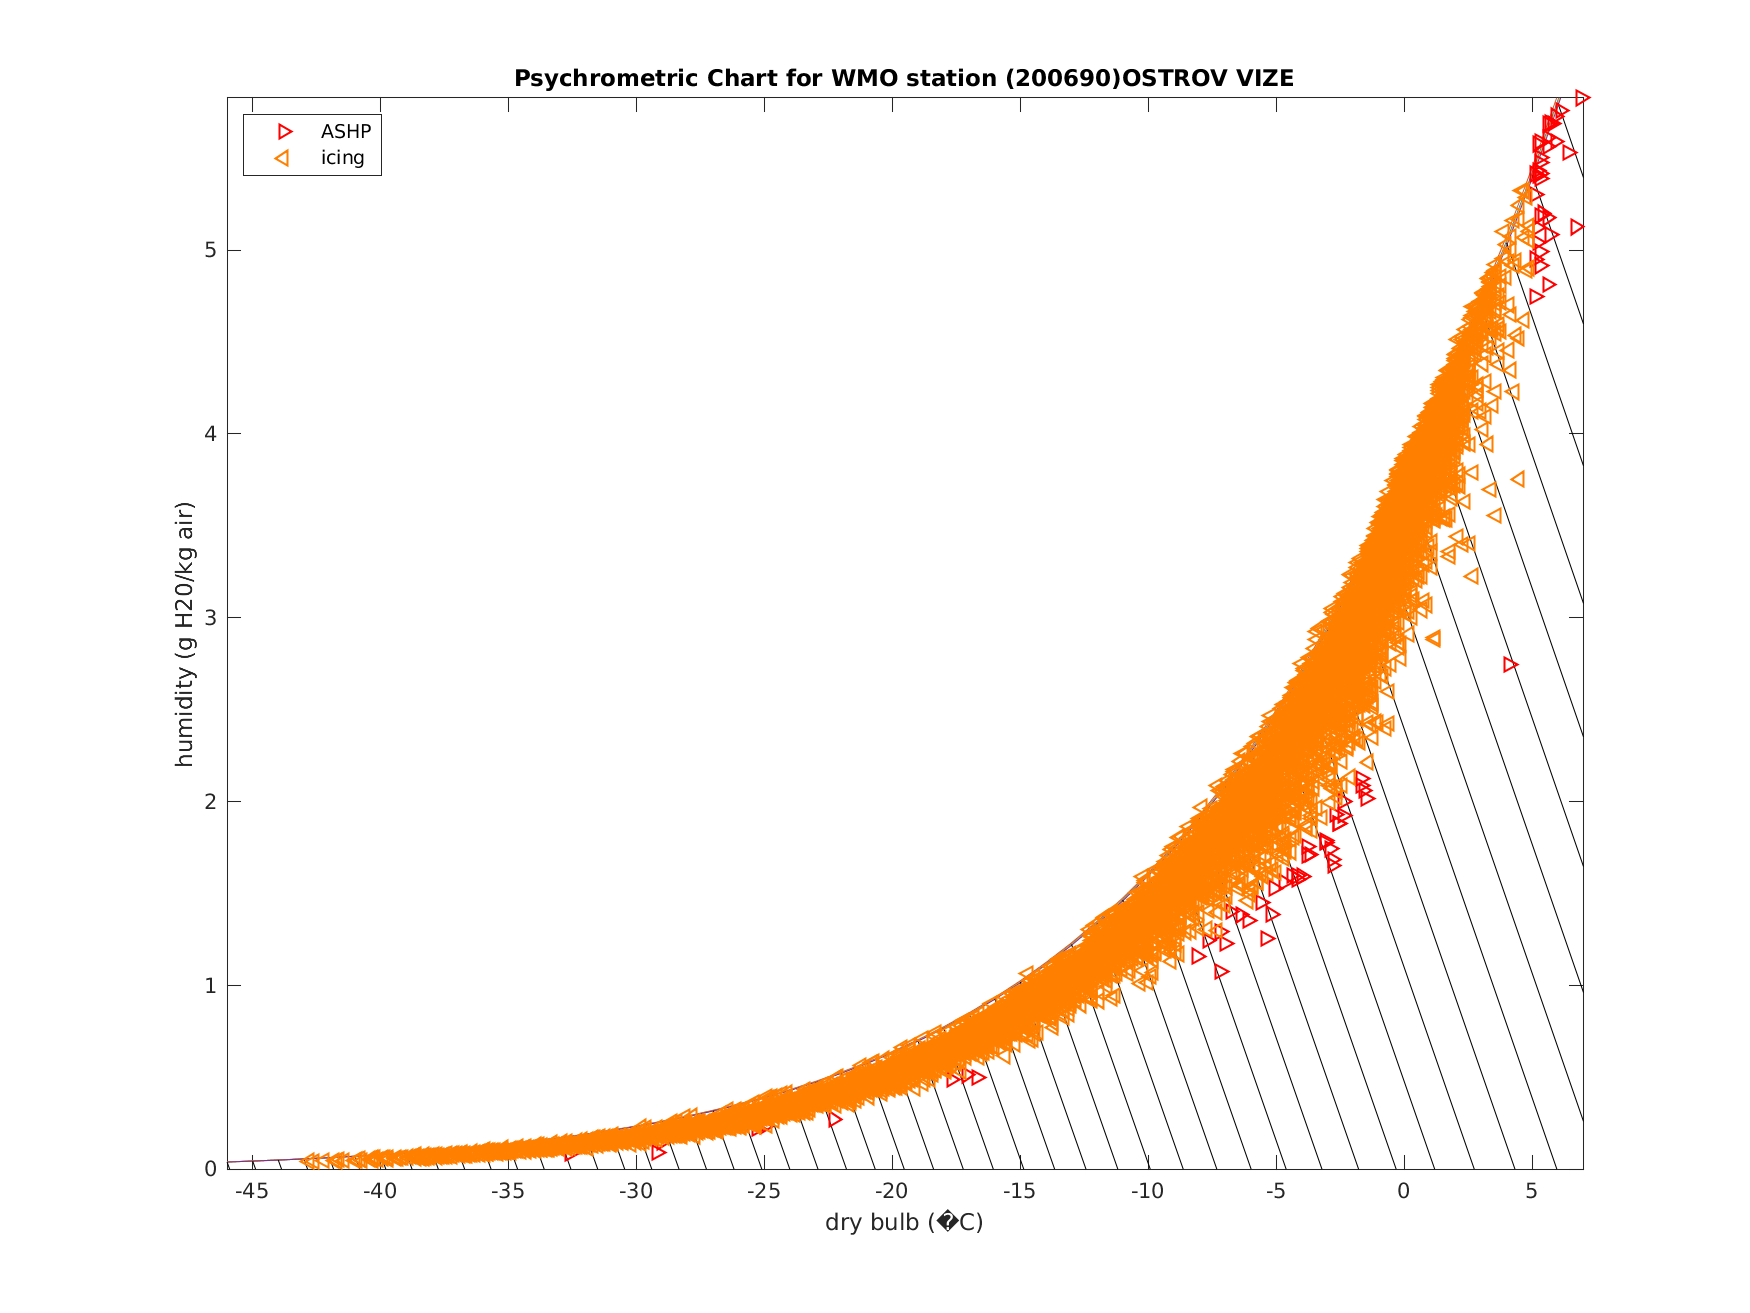 Psychrometric Chart for WMO station (200690)OSTROV VIZE
ASHP
icing
humidity (g H20/kg air)
5
4
3
2
1
0
-45 -40 -35 -30 -25 -20 -15 -10 -5 0 5
dry bulb (�C)